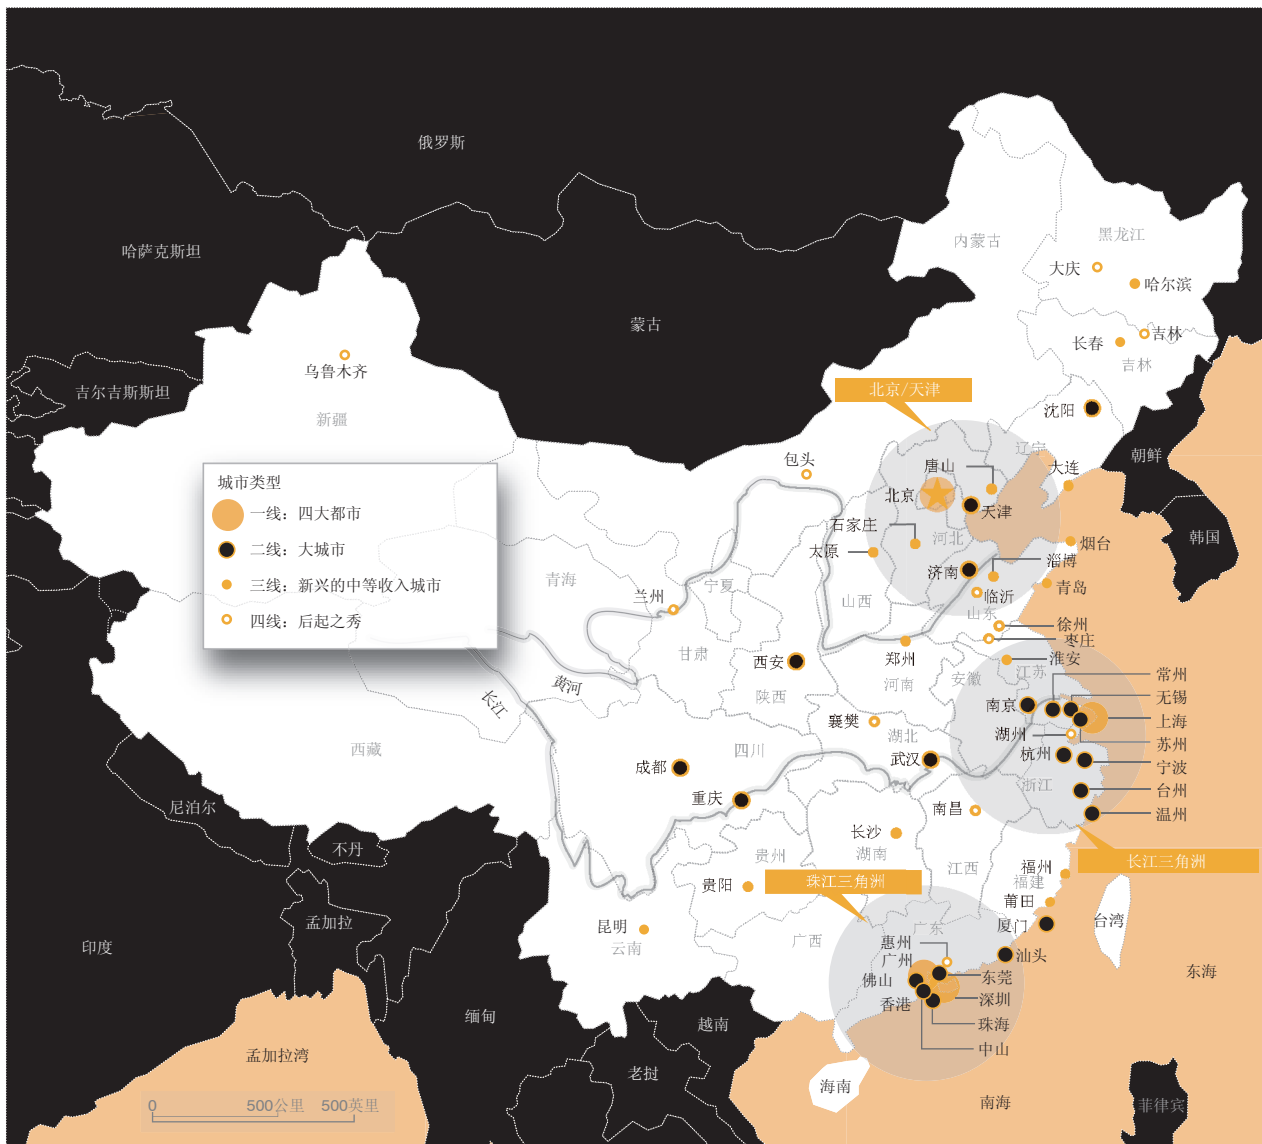 俄罗斯
哈萨克斯坦
蒙古
内蒙古
黑龙江
大庆
哈尔滨
吉林
长春
吉林
乌鲁木齐
吉尔吉斯斯坦
新疆
北京/天津
沈阳
辽宁
朝鲜
大连
包头
唐山
北京
天津
石家庄
河北
韩国
城市类型
一线：四大都市
二线：大城市
三线：新兴的中等收入城市
四线：后起之秀
太原
烟台
淄博
济南
青岛
临沂
山西
山东
青海
宁夏
兰州
徐州
枣庄
郑州
淮安
甘肃
西安
河南
安徽
江苏
常州
黄河
陕西
无锡
长江
南京
上海
襄樊
湖北
湖州
苏州
西藏
四川
武汉
杭州
宁波
成都
浙江
台州
重庆
尼泊尔
南昌
温州
长沙
不丹
贵州
湖南
江西
福州
长江三角洲
贵阳
珠江三角洲
福建
莆田
孟加拉
昆明
云南
广西
广东
厦门
台湾
印度
惠州
广州
汕头
东海
佛山
东莞
香港
深圳
缅甸
越南
珠海
孟加拉湾
中山
老挝
海南
南海
菲律宾
0 500公里 500英里